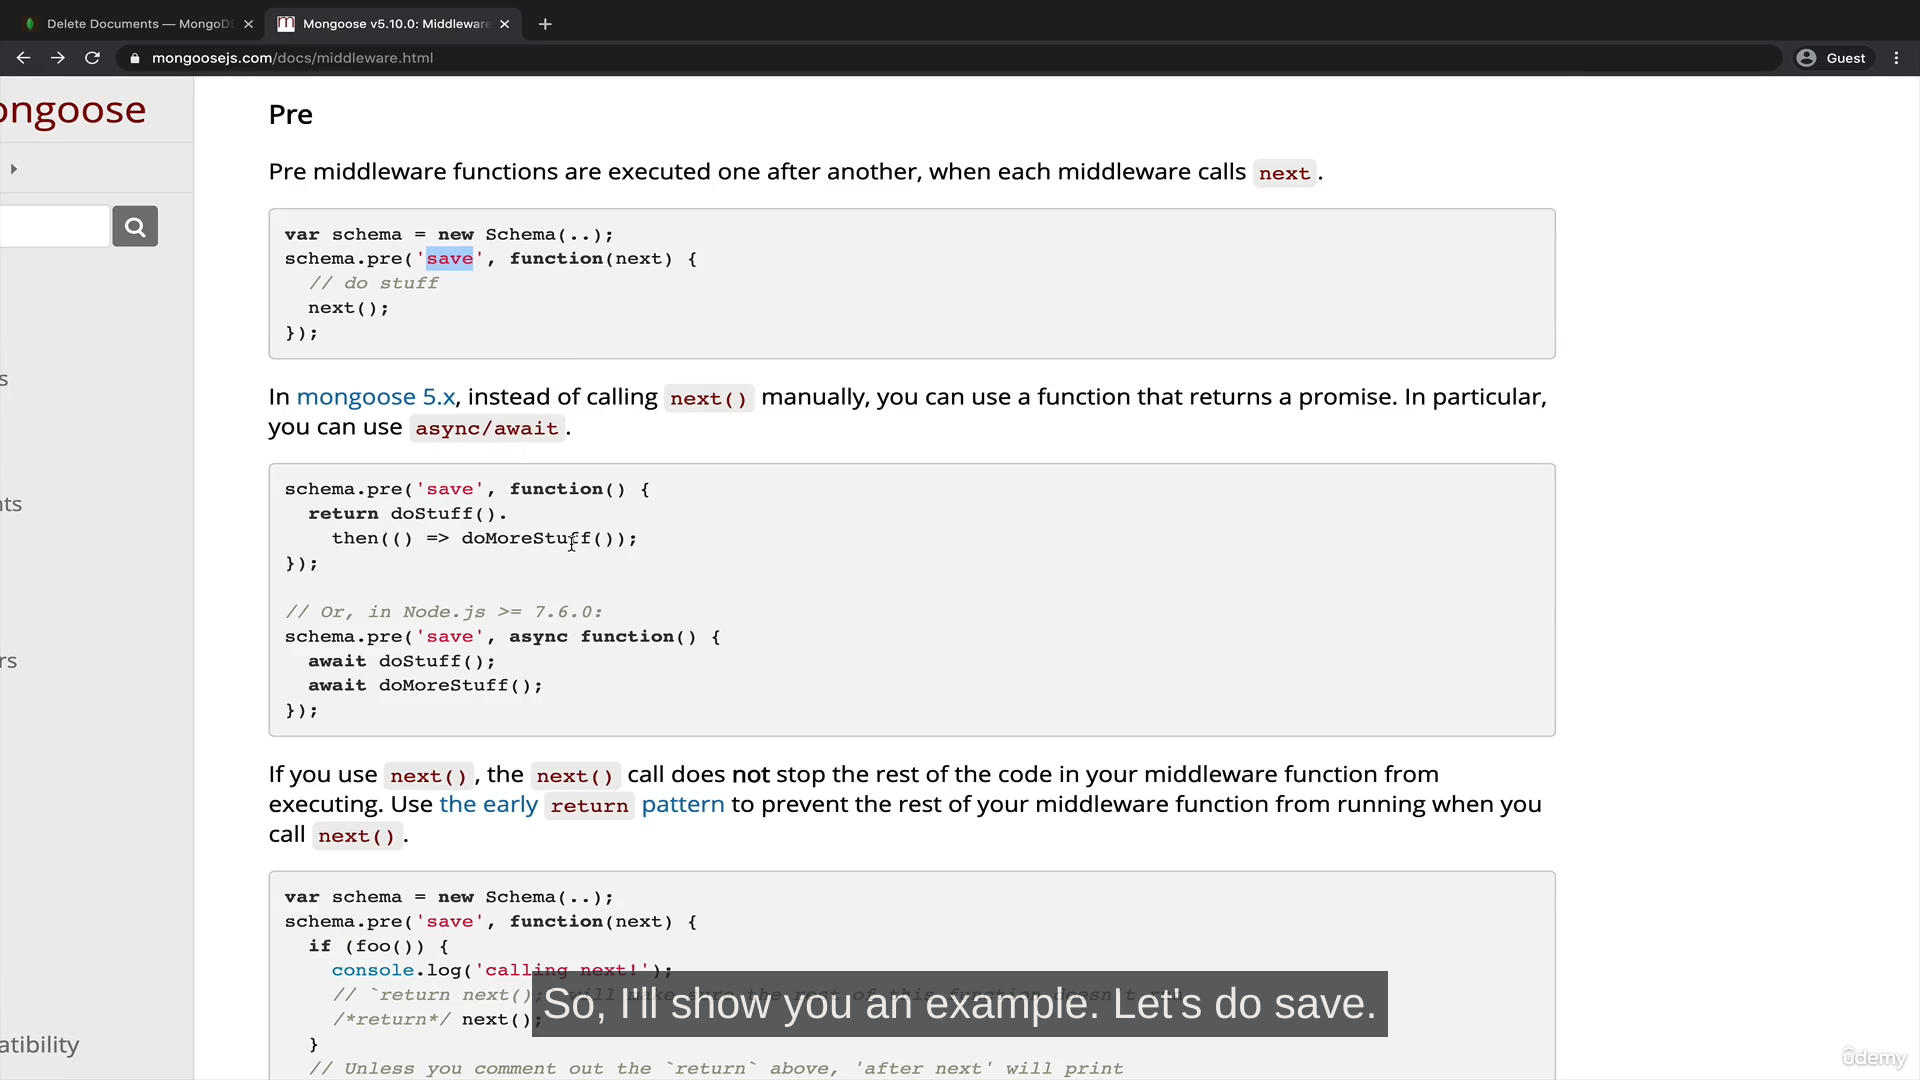 Delete Documents — MongoD
Mongoose v5.10.0: Middleware
mongoosejs.com/docs/middleware.html
Guest
ongoose
Pre
Pre middleware functions are executed one after another, when each middleware calls next.
var schema = new Schema(..);
schema.pre('save', function(next) {
// do stuff
next();
});
s
In mongoose 5.x, instead of calling next() manually, you can use a function that returns a promise. In particular,
you can use async/await.
schema.pre('save', function() {
nts
return doStuff().
then(() => doMoreStuff());
});
// Or, in Node.js >= 7.6.0:
schema.pre('save', async function() {
rs
await doStuff();
await doMoreStuff();
});
If you use next(), the next() call does not stop the rest of the code in your middleware function from
executing. Use the early return pattern to prevent the rest of your middleware function from running when you
call next().
var schema = new Schema(..);
schema.pre('save', function(next) {
if (foo()) {
console.log('calling next!');
// `return next();
So, I'll show you an example. Let's do save.
/*return*/ next();
}
atibility
// Unless you comment out the `return` above, 'after next' will print
ûdemy